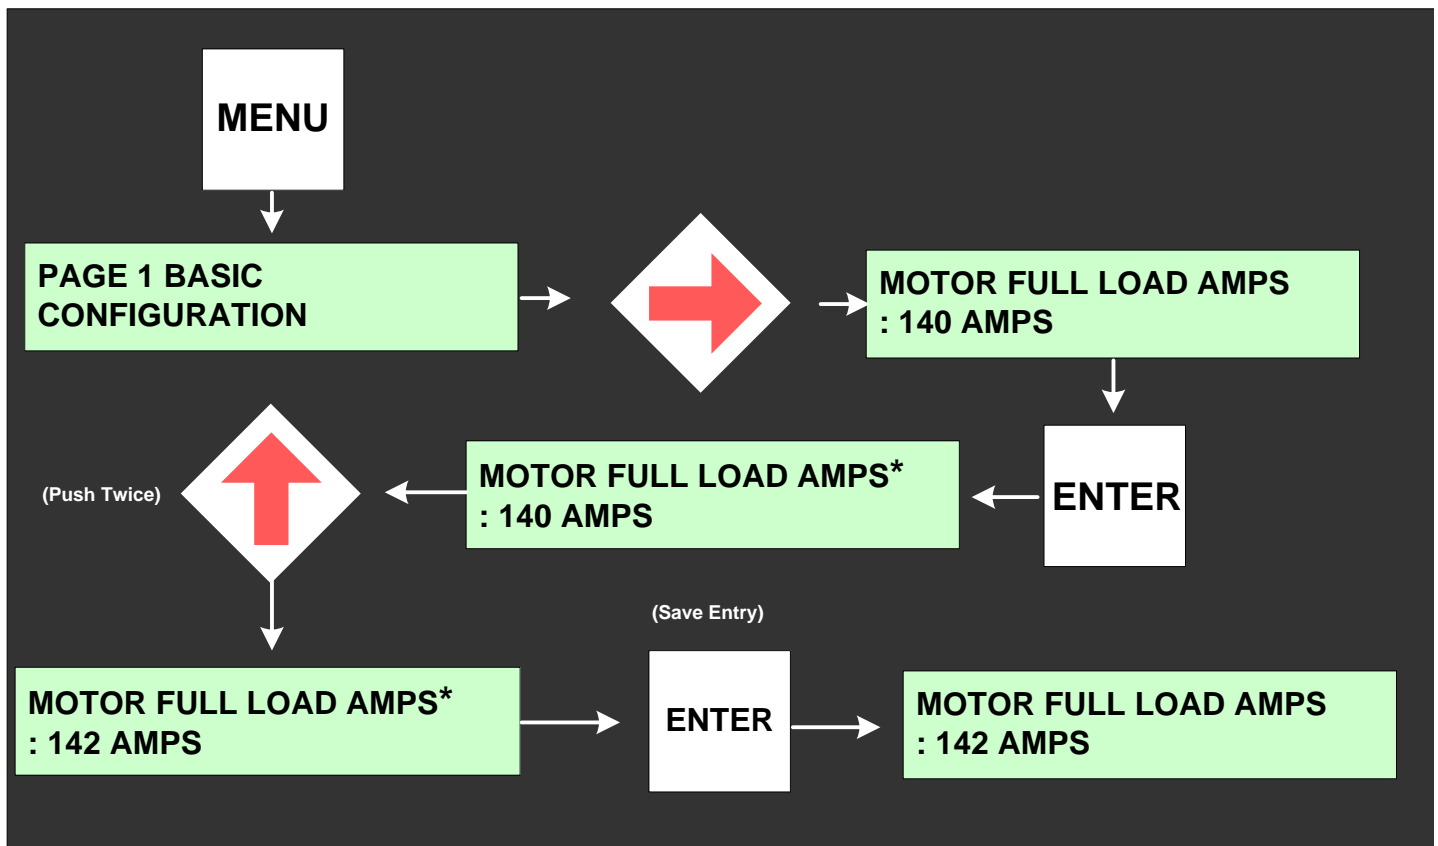 MENU
PAGE 1 BASIC
CONFIGURATION
MOTOR FULL LOAD AMPS
: 140 AMPS
ENTER
MOTOR FULL LOAD AMPS*
: 140 AMPS
(Push Twice)
MOTOR FULL LOAD AMPS*
: 142 AMPS
(Save Entry)
ENTER
MOTOR FULL LOAD AMPS
: 142 AMPS